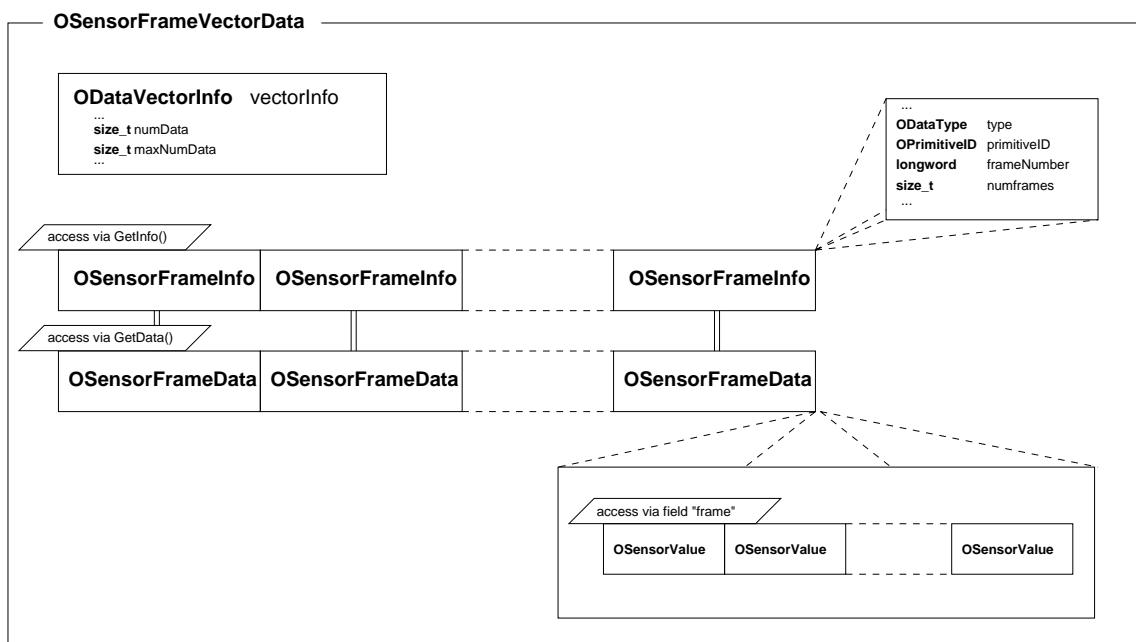 OSensorFrameVectorData
ODataVectorInfo vectorInfo
...
size_t numData
size_t maxNumData
...
...
ODataType type
OPrimitiveID primitiveID
longword frameNumber
size_t numframes
...
access via GetInfo()
OSensorFrameInfo OSensorFrameInfo OSensorFrameInfo
access via GetData()
OSensorFrameData OSensorFrameData OSensorFrameData
access via field "frame"
OSensorValue OSensorValue OSensorValue